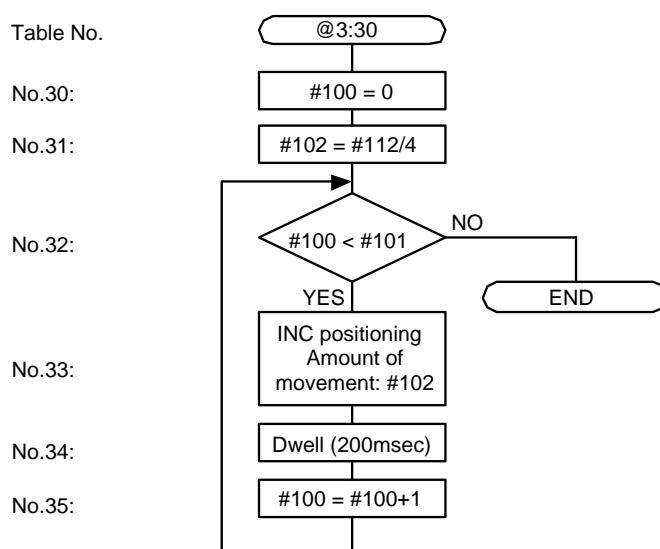 Table No.
@3:30
No.30:
#100 = 0
No.31:
#102 = #112/4
No.32:
#100 < #101
NO
YES
END
No.33:
INC positioning
Amount of
movement: #102
No.34:
Dwell (200msec)
No.35:
#100 = #100+1